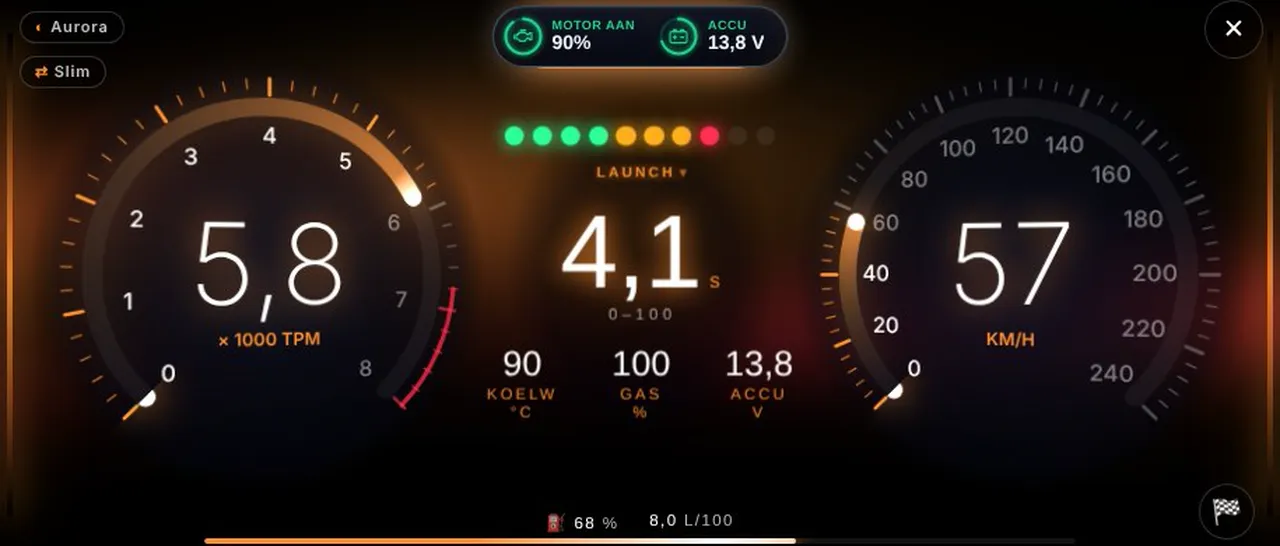 Aurora
Slim
MOTOR AAN
90%
ACCU
13,8 V
LAUNCH ▾
4,1 s
0–100
90
KOELW
°C
100
GAS
%
13,8
ACCU
V
0
1
2
3
4
5
6
7
8
5,8
× 1000 TPM
0
20
40
60
80
100
120
140
160
180
200
220
240
57
KM/H
68 %
8,0 L/100